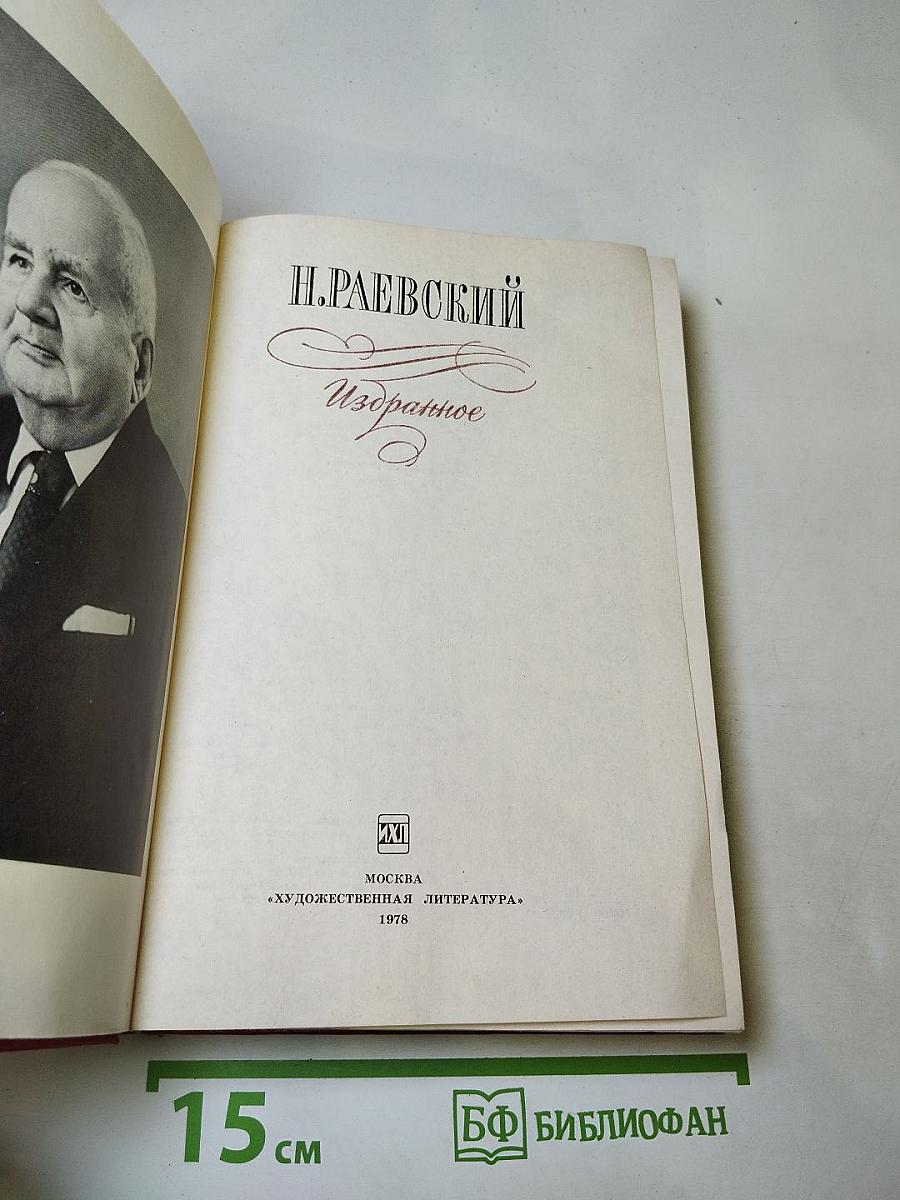 Н.РАЕВСКИЙ
Избранное
ИХЛ
МОСКВА
«ХУДОЖЕСТВЕННАЯ ЛИТЕРАТУРА»
1978
15 см
БФ БИБЛИОФАН